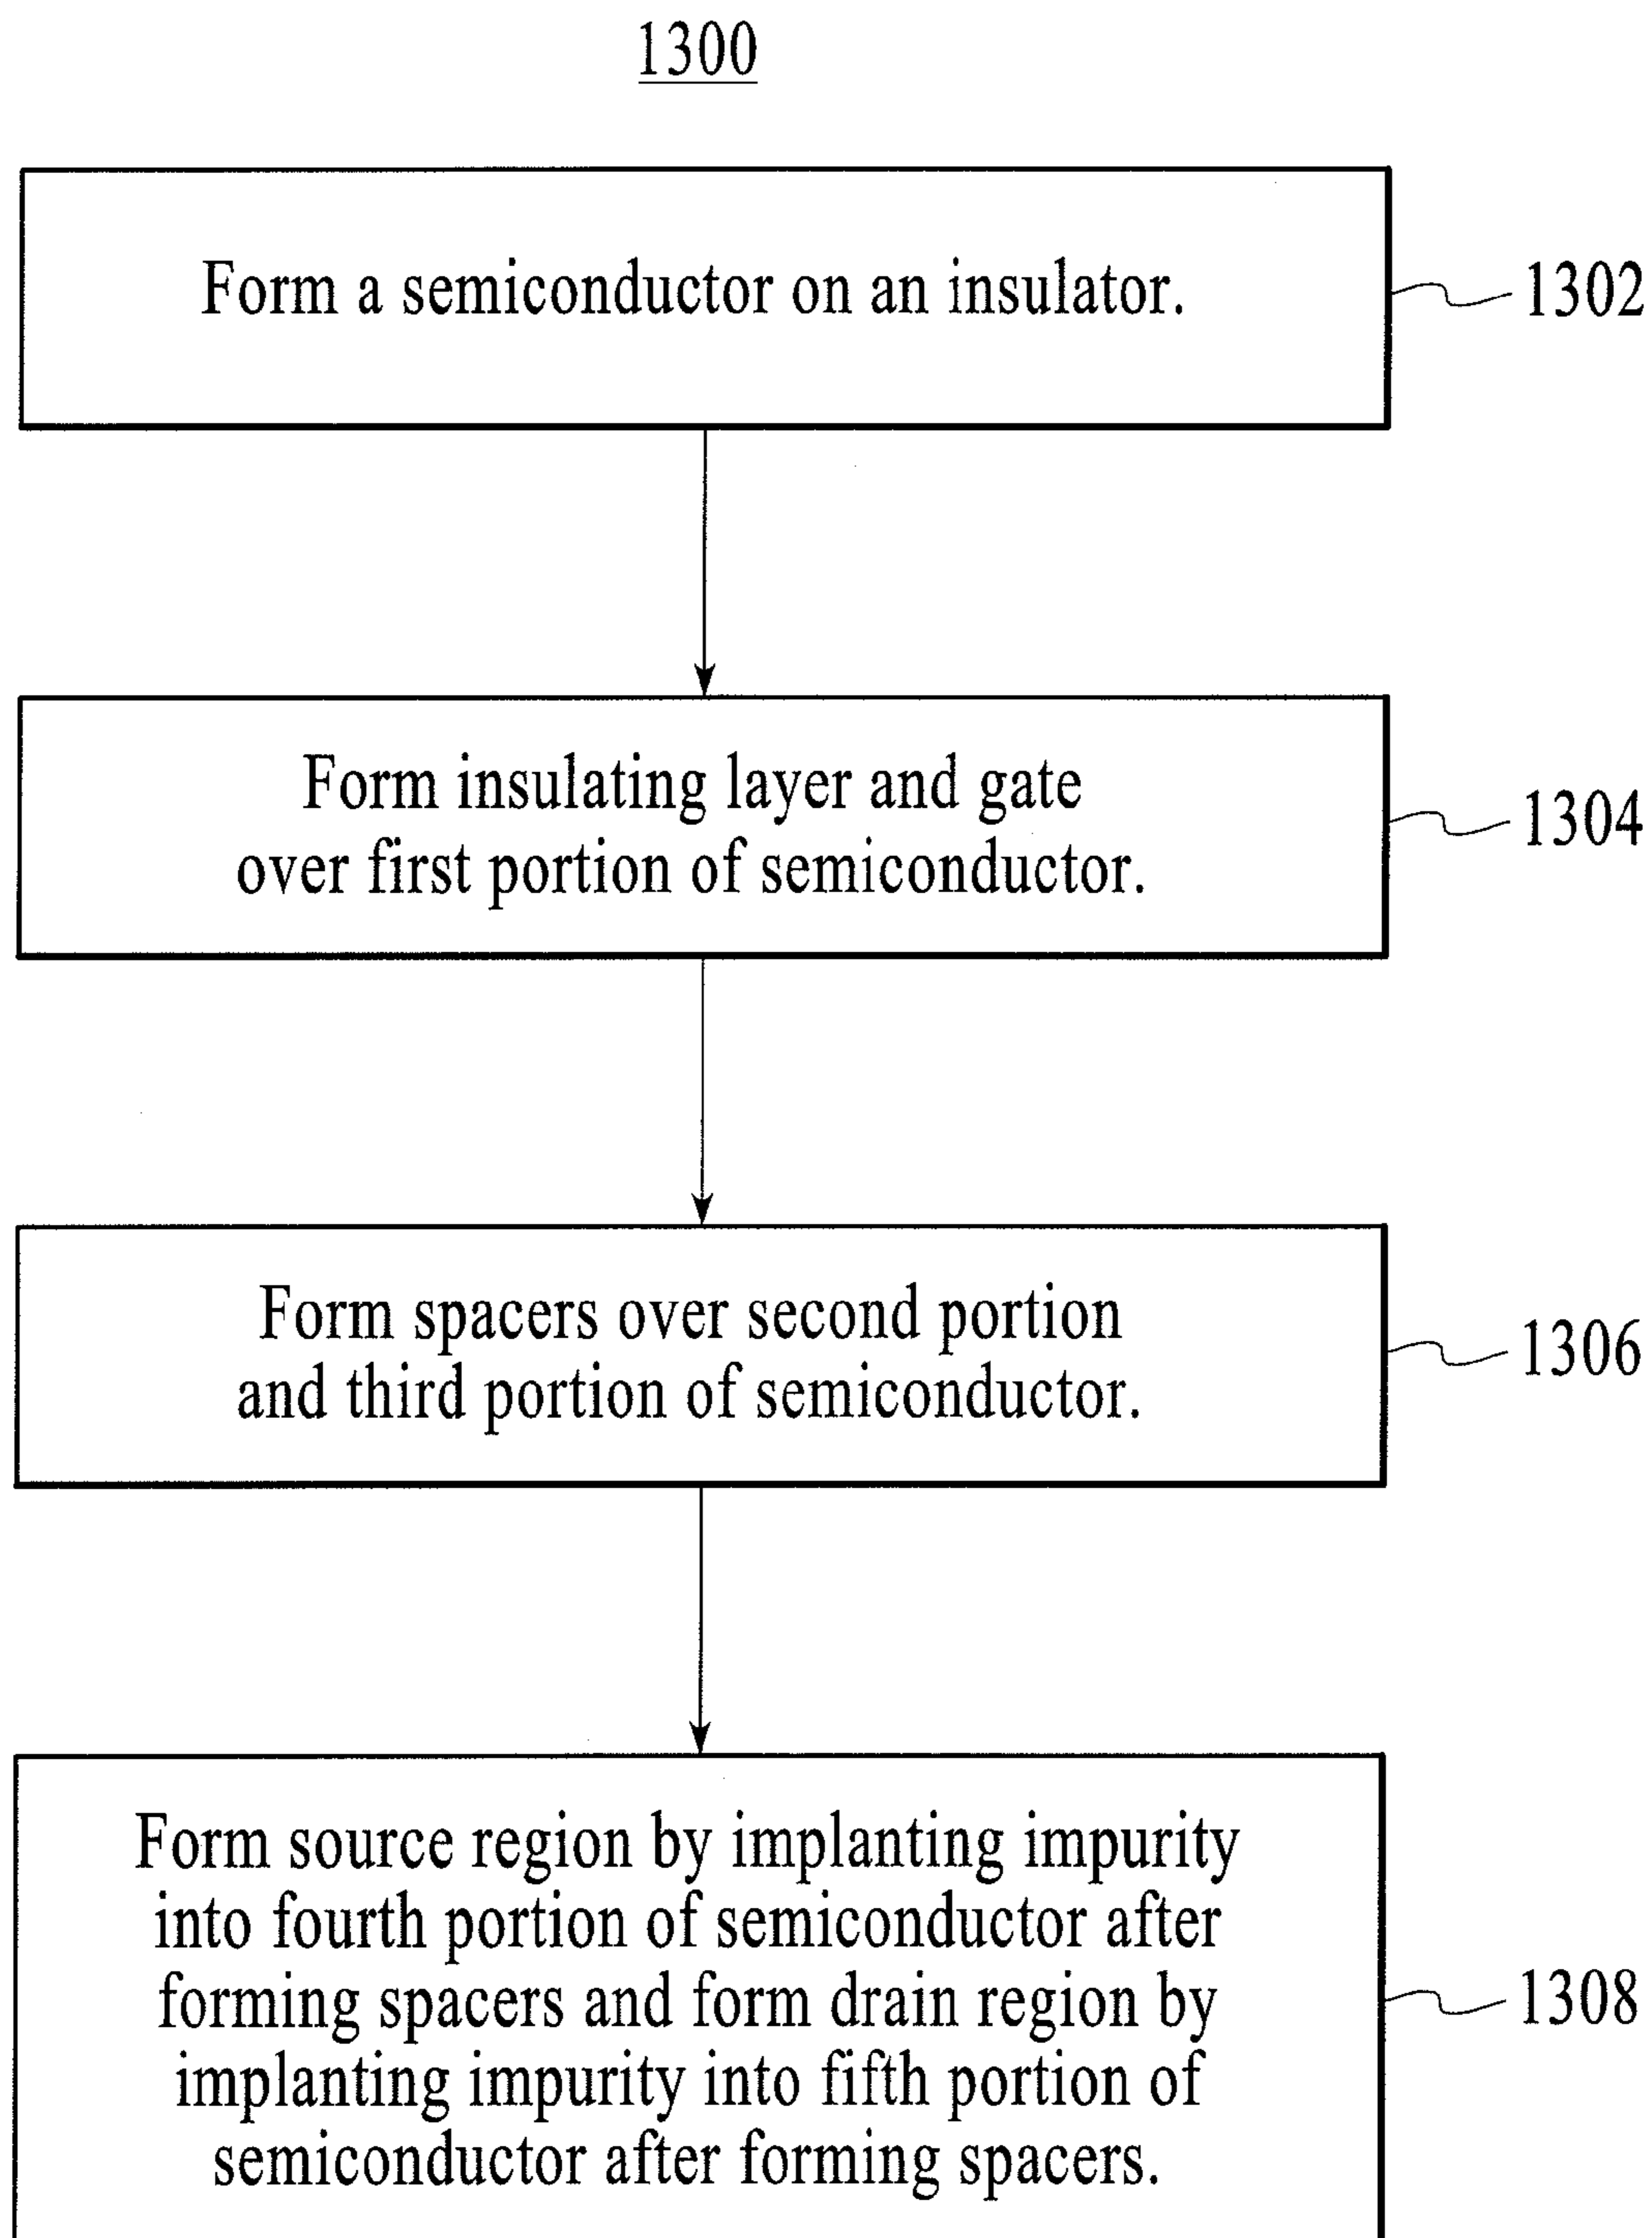 1300
Form a semiconductor on an insulator.
1302
Form insulating layer and gate
over first portion of semiconductor.
1304
Form spacers over second portion
and third portion of semiconductor.
1306
Form source region by implanting impurity
into fourth portion of semiconductor after
forming spacers and form drain region by
implanting impurity into fifth portion of
semiconductor after forming spacers.
1308